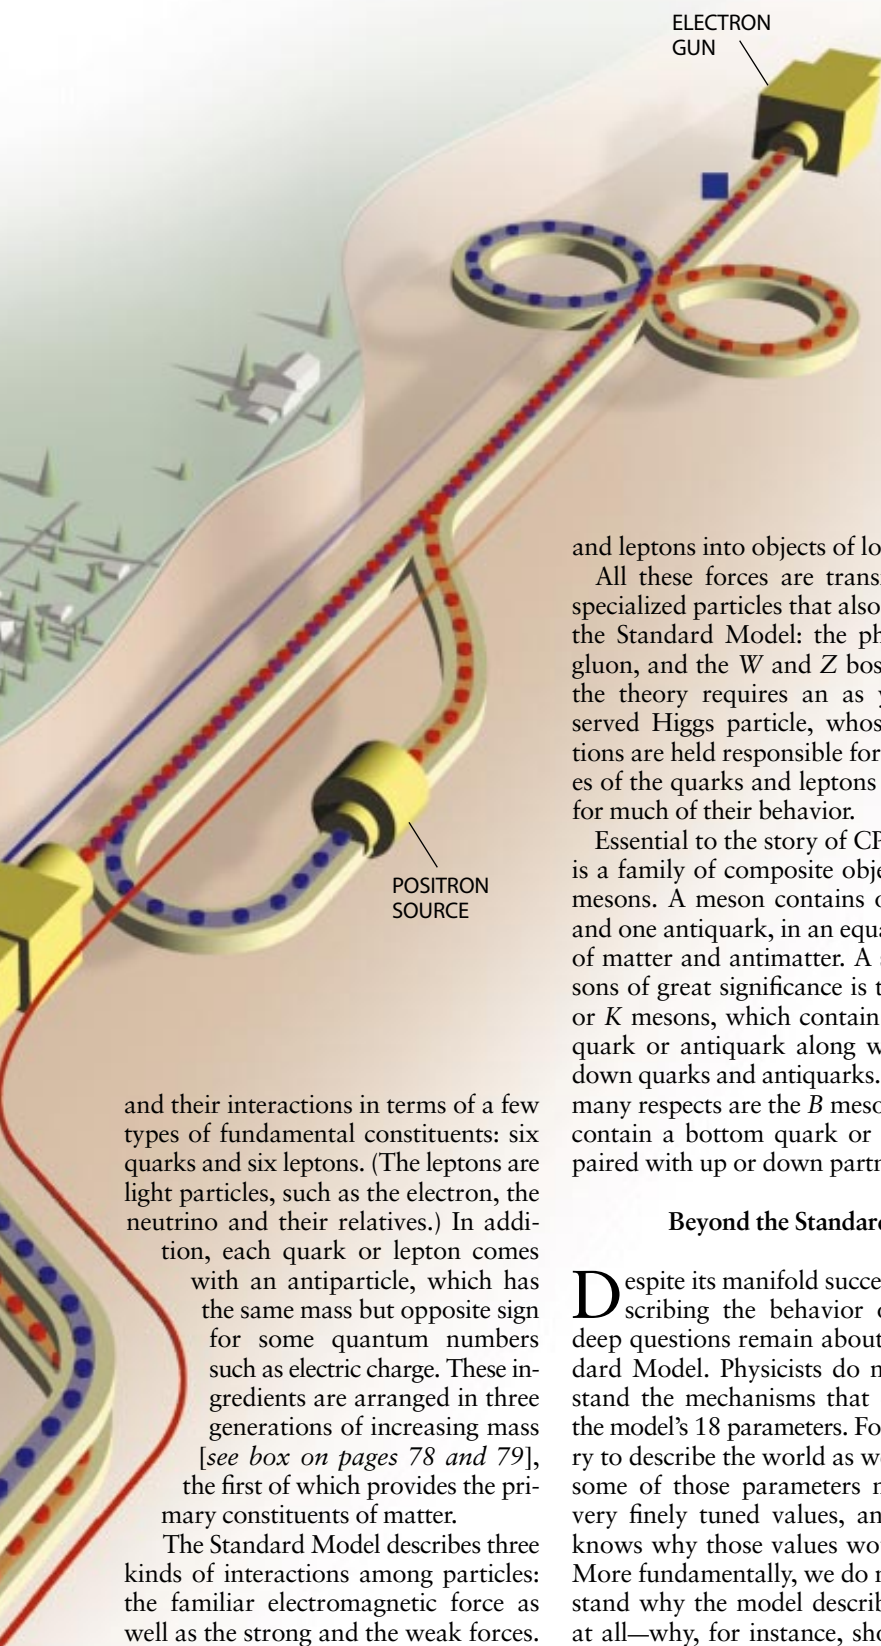 ELECTRON
GUN
POSITRON
SOURCE
and their interactions in terms of a few
types of fundamental constituents: six
quarks and six leptons. (The leptons are
light particles, such as the electron, the
neutrino and their relatives.) In addi-
tion, each quark or lepton comes
with an antiparticle, which has
the same mass but opposite sign
for some quantum numbers
such as electric charge. These in-
gredients are arranged in three
generations of increasing mass
[see box on pages 78 and 79],
the first of which provides the pri-
mary constituents of matter.
The Standard Model describes three
kinds of interactions among particles:
the familiar electromagnetic force as
well as the strong and the weak forces.
and leptons into objects of lo
All these forces are trans
specialized particles that also
the Standard Model: the ph
gluon, and the W and Z bos
the theory requires an as y
served Higgs particle, whos
tions are held responsible for
es of the quarks and leptons
for much of their behavior.
Essential to the story of CP
is a family of composite obje
mesons. A meson contains o
and one antiquark, in an equa
of matter and antimatter. A s
sons of great significance is t
or K mesons, which contain
quark or antiquark along w
down quarks and antiquarks.
many respects are the B meso
contain a bottom quark or
paired with up or down partn
Beyond the Standar
Despite its manifold succe
scribing the behavior o
deep questions remain about
dard Model. Physicists do n
stand the mechanisms that
the model's 18 parameters. Fo
ry to describe the world as w
some of those parameters m
very finely tuned values, an
knows why those values wo
More fundamentally, we do n
stand why the model describ
at all—why, for instance, sho